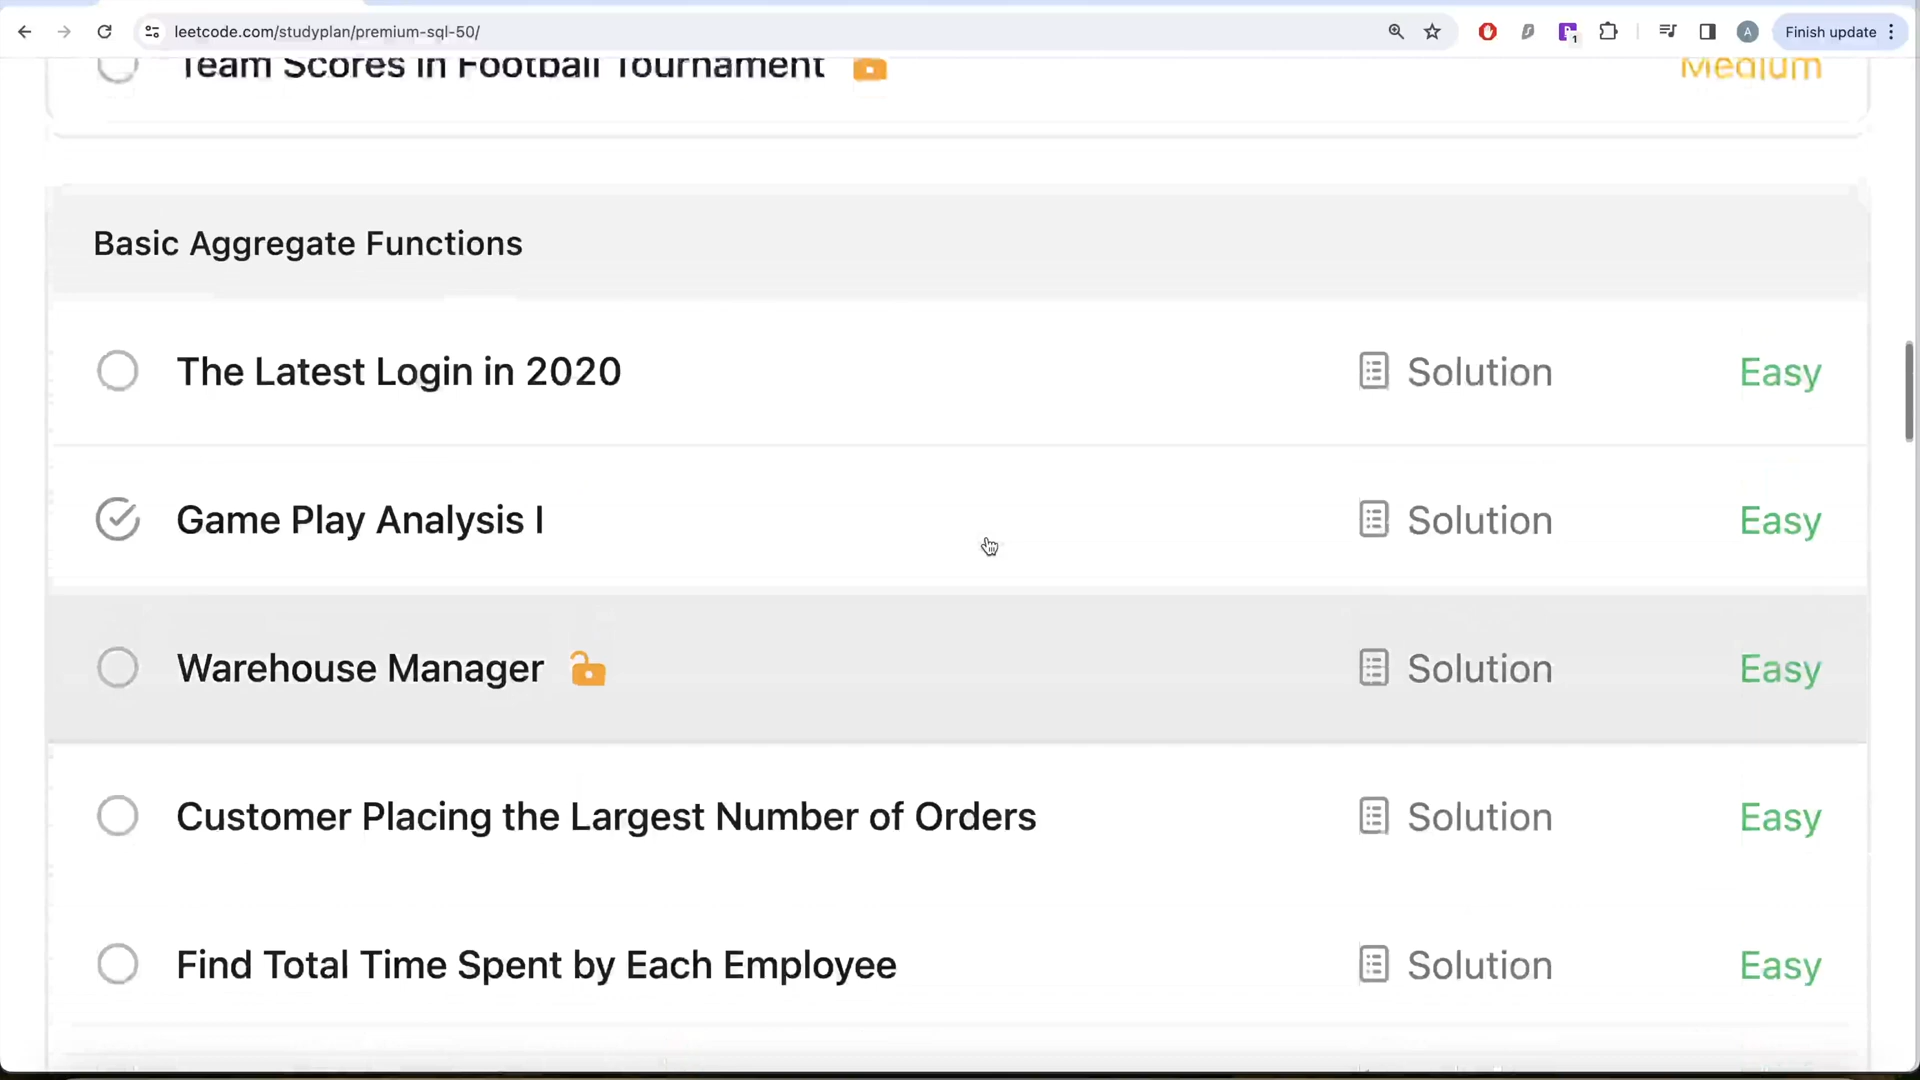 leetcode.com/studyplan/premium-sql-50/
1
A
Finish update
Team Scores in Football Tournament
Medium
Basic Aggregate Functions
The Latest Login in 2020
Solution
Easy
Game Play Analysis I
Solution
Easy
Warehouse Manager
Solution
Easy
Customer Placing the Largest Number of Orders
Solution
Easy
Find Total Time Spent by Each Employee
Solution
Easy